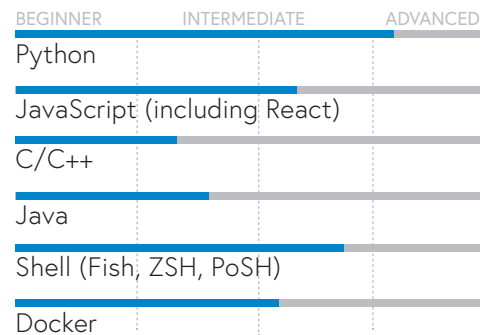 BEGINNER INTERMEDIATE ADVANCED
Python
JavaScript (including React)
C/C++
Java
Shell (Fish, ZSH, PoSH)
Docker